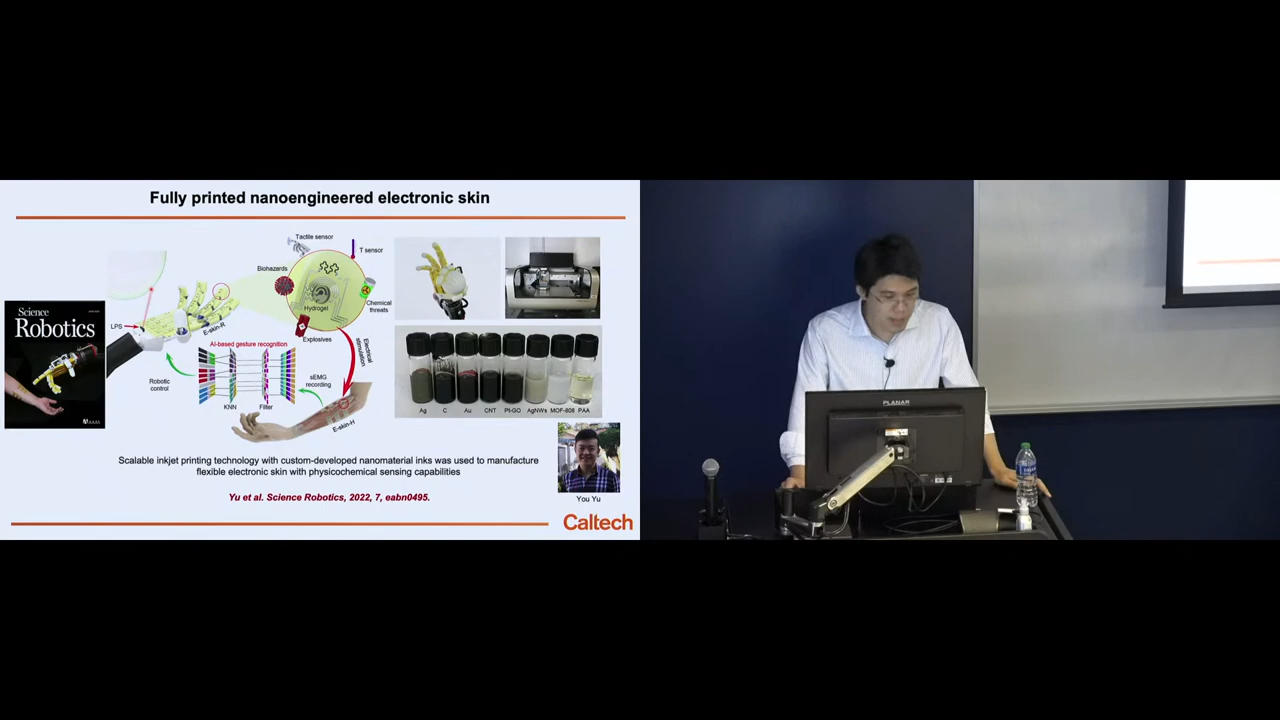 Fully printed nanoengineered electronic skin
Science
Robotics
AAAS
LPS
E-skin-R
Tactile sensor
T sensor
Biohazards
Hydrogel
Chemical
threats
Explosives
Electrical
stimulation
AI-based gesture recognition
Robotic
control
sEMG
recording
KNN
Filter
E-skin-H
Ag
C
Au
CNT
Pt-GO
AgNWs
MOF-808
PAA
Scalable inkjet printing technology with custom-developed nanomaterial inks was used to manufacture
flexible electronic skin with physicochemical sensing capabilities
You Yu
Yu et al. Science Robotics, 2022, 7, eabn0495.
Caltech
PLANAR